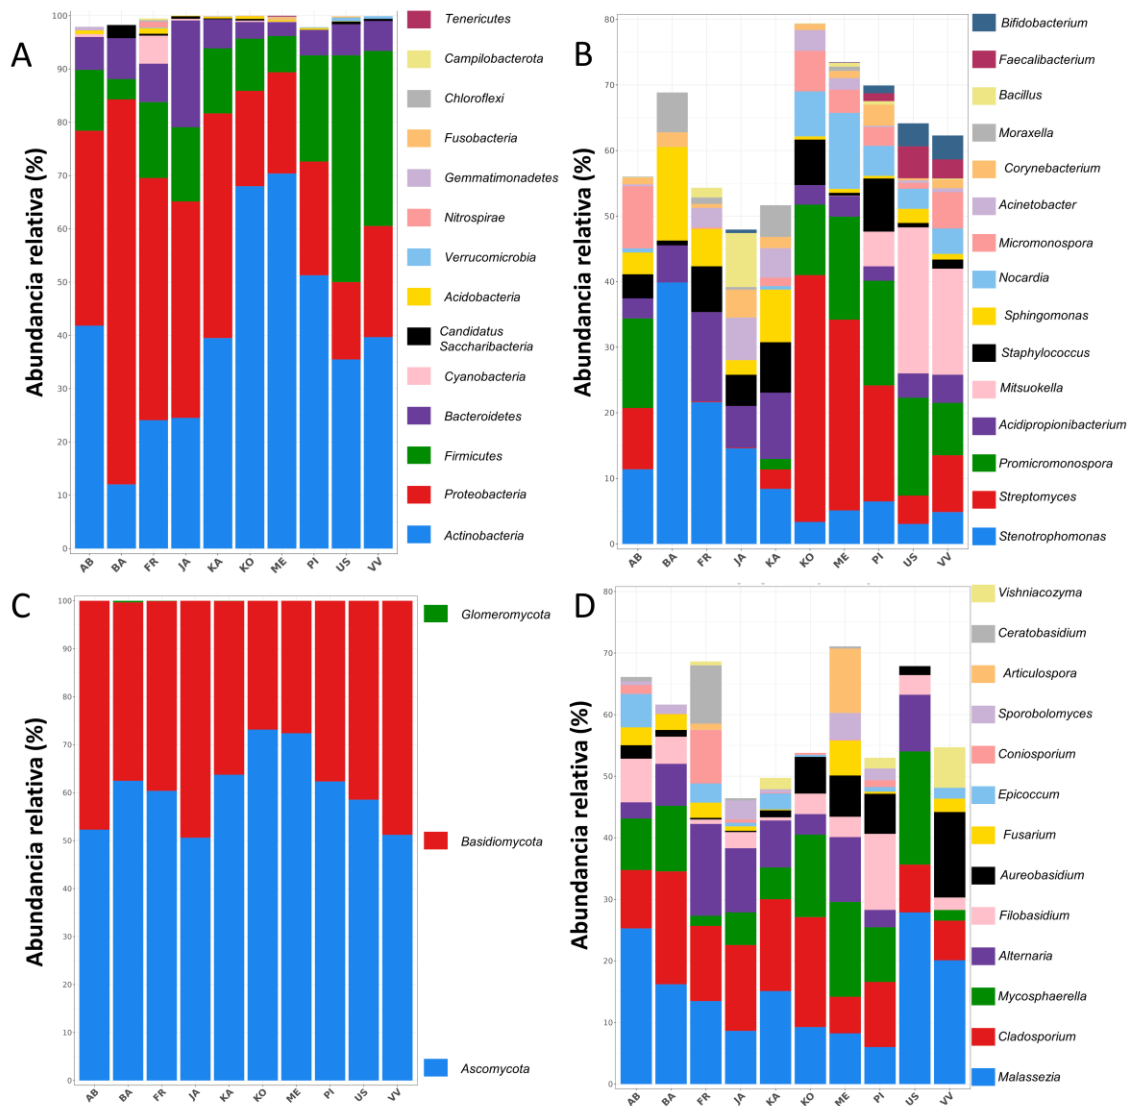 A
Abundancia relativa (%)
100
90
80
70
60
50
40
30
20
10
0
AB BA FR JA KA KO ME PI US VV
Tenericutes
Campilobacterota
Chloroflexi
Fusobacteria
Gemmatimonadetes
Nitrospirae
Verrucomicrobia
Acidobacteria
Candidatus
Saccharibacteria
Cyanobacteria
Bacteroidetes
Firmicutes
Proteobacteria
Actinobacteria
B
Abundancia relativa (%)
80
70
60
50
40
30
20
10
0
AB BA FR JA KA KO ME PI US VV
Bifidobacterium
Faecalibacterium
Bacillus
Moraxella
Corynebacterium
Acinetobacter
Micromonospora
Nocardia
Sphingomonas
Staphylococcus
Mitsuokella
Acidipropionibacterium
Promicromonospora
Streptomyces
Stenotrophomonas
C
Abundancia relativa (%)
100
90
80
70
60
50
40
30
20
10
0
AB BA FR JA KA KO ME PI US VV
Glomeromycota
Basidiomycota
Ascomycota
D
Abundancia relativa (%)
80
70
60
50
40
30
20
10
0
AB BA FR JA KA KO ME PI US VV
Vishniacozyma
Ceratobasidium
Articulospora
Sporobolomyces
Coniosporium
Epicoccum
Fusarium
Aureobasidium
Filobasidium
Alternaria
Mycosphaerella
Cladosporium
Malassezia